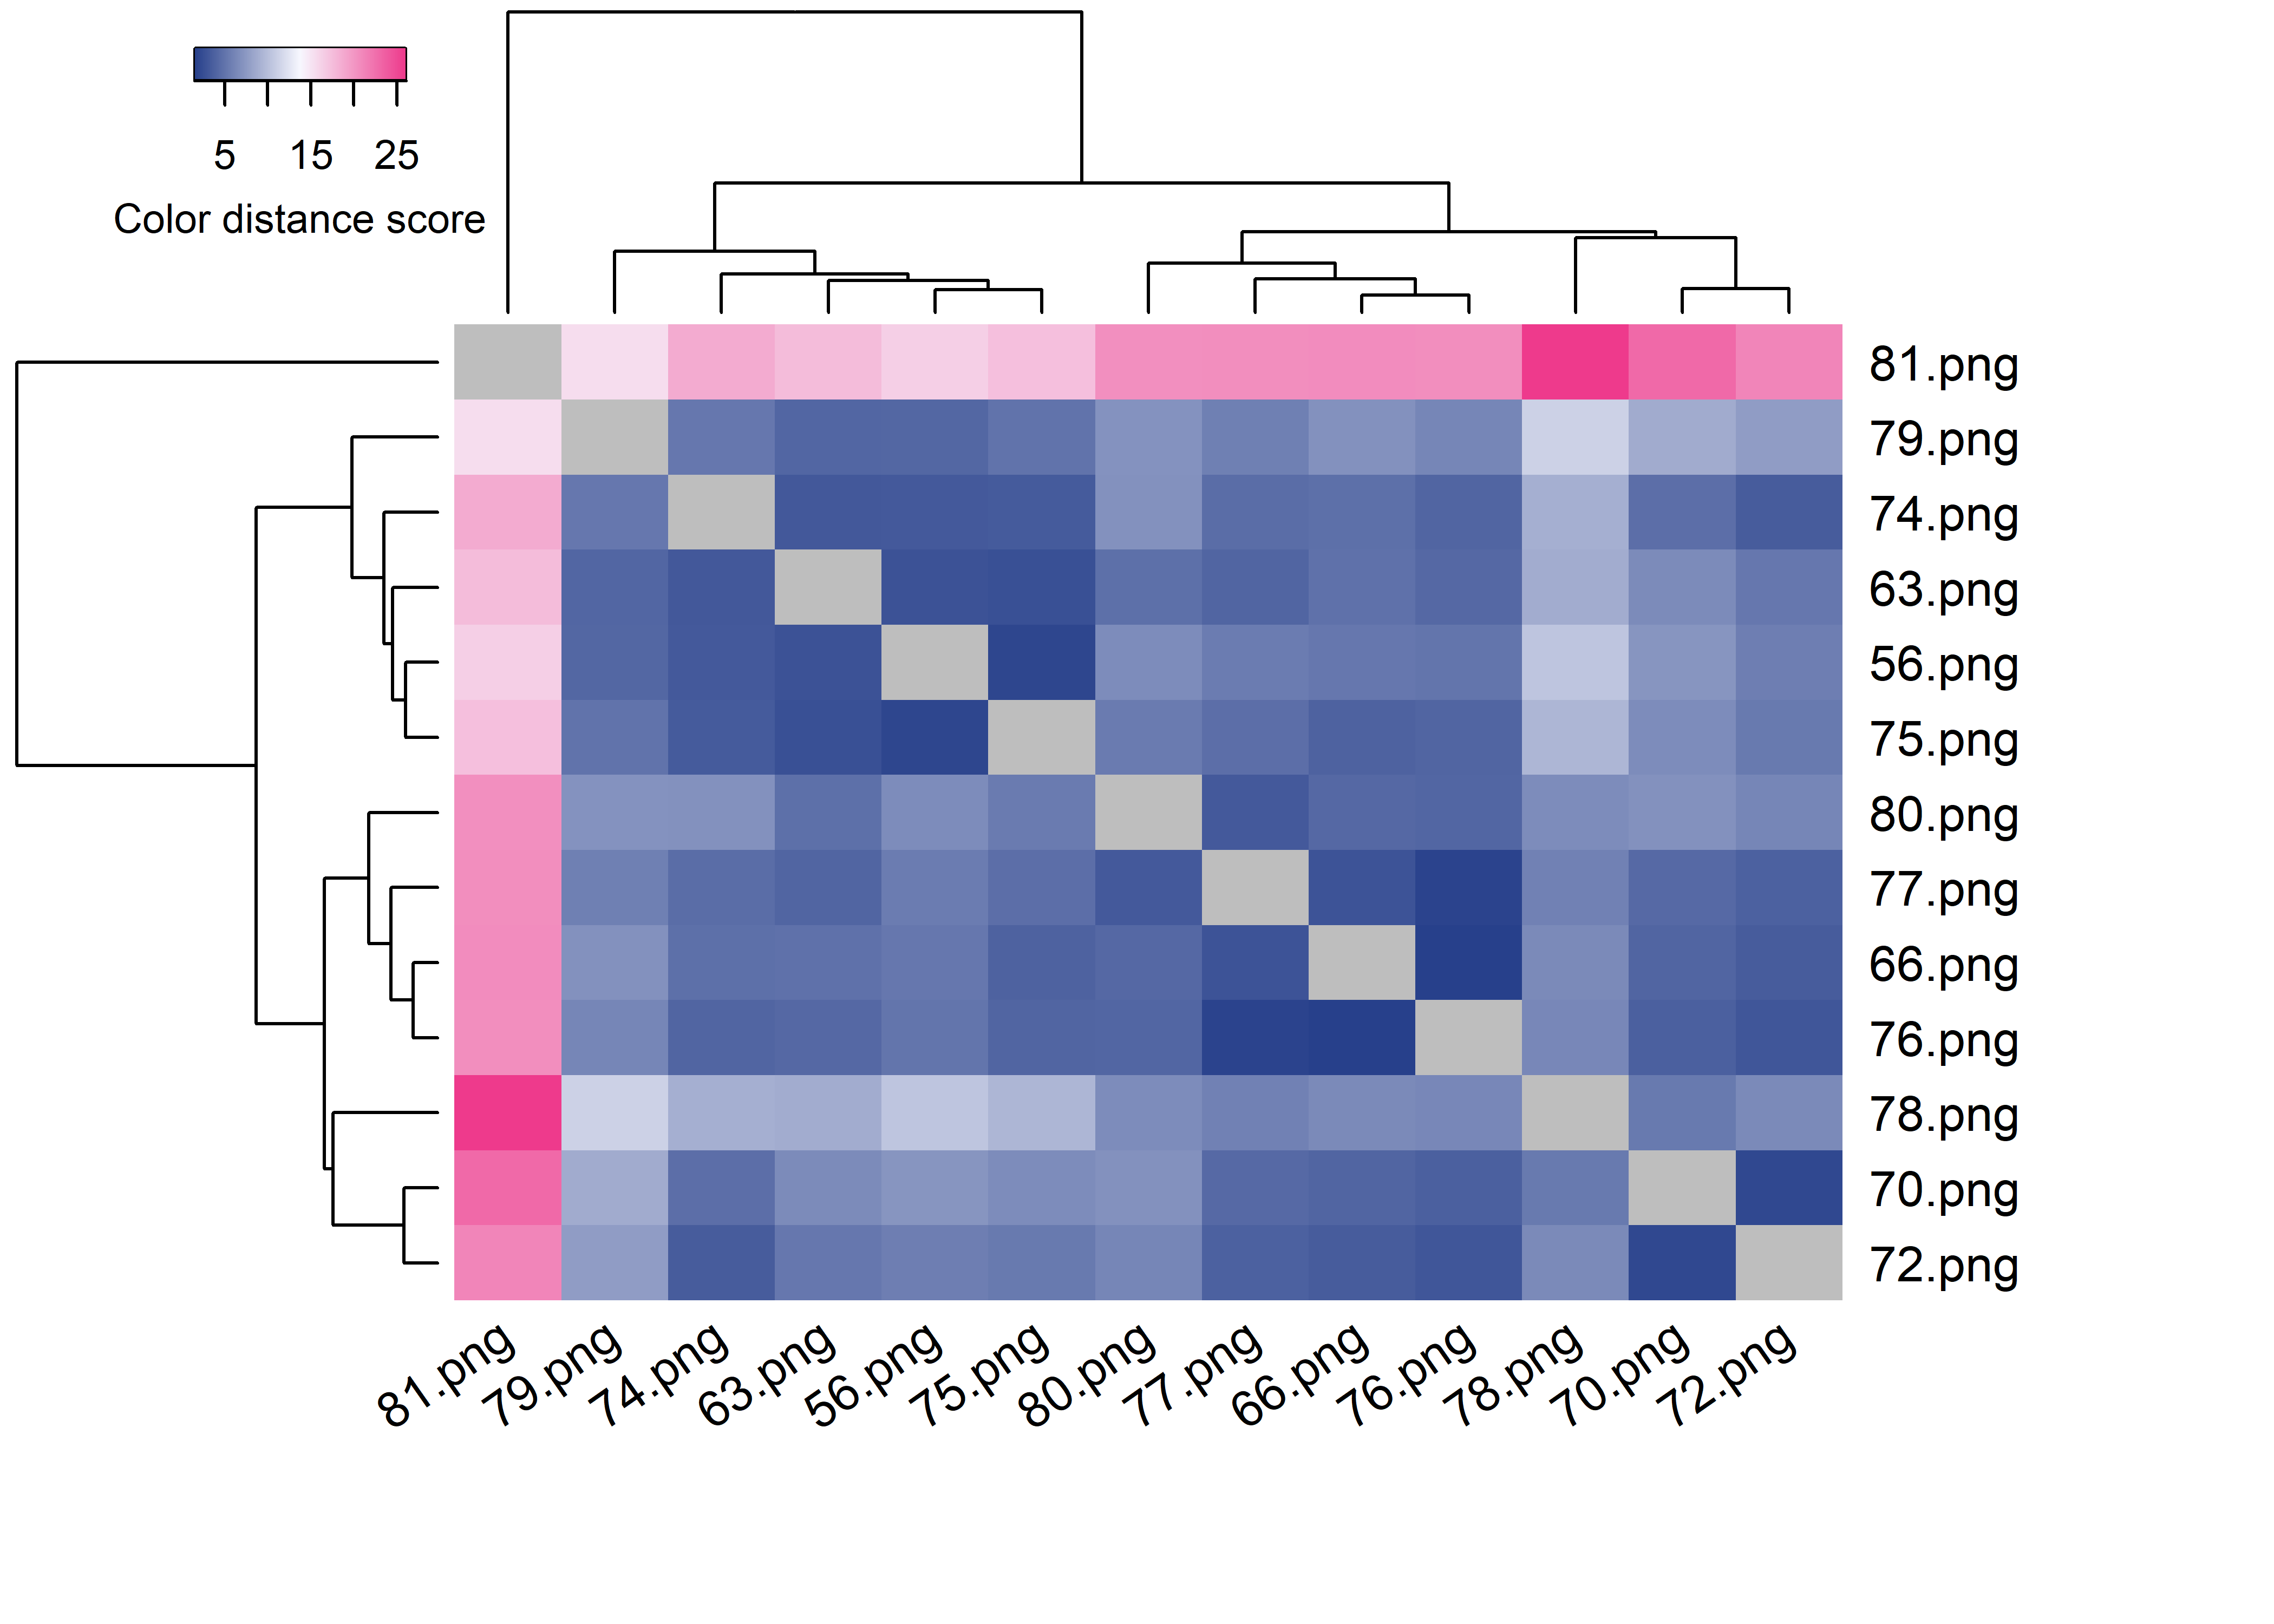 5 15 25
Color distance score
81.png
79.png
74.png
63.png
56.png
75.png
80.png
77.png
66.png
76.png
78.png
70.png
72.png
81.png 79.png 74.png 63.png 56.png 75.png 80.png 77.png 66.png 76.png 78.png 70.png 72.png